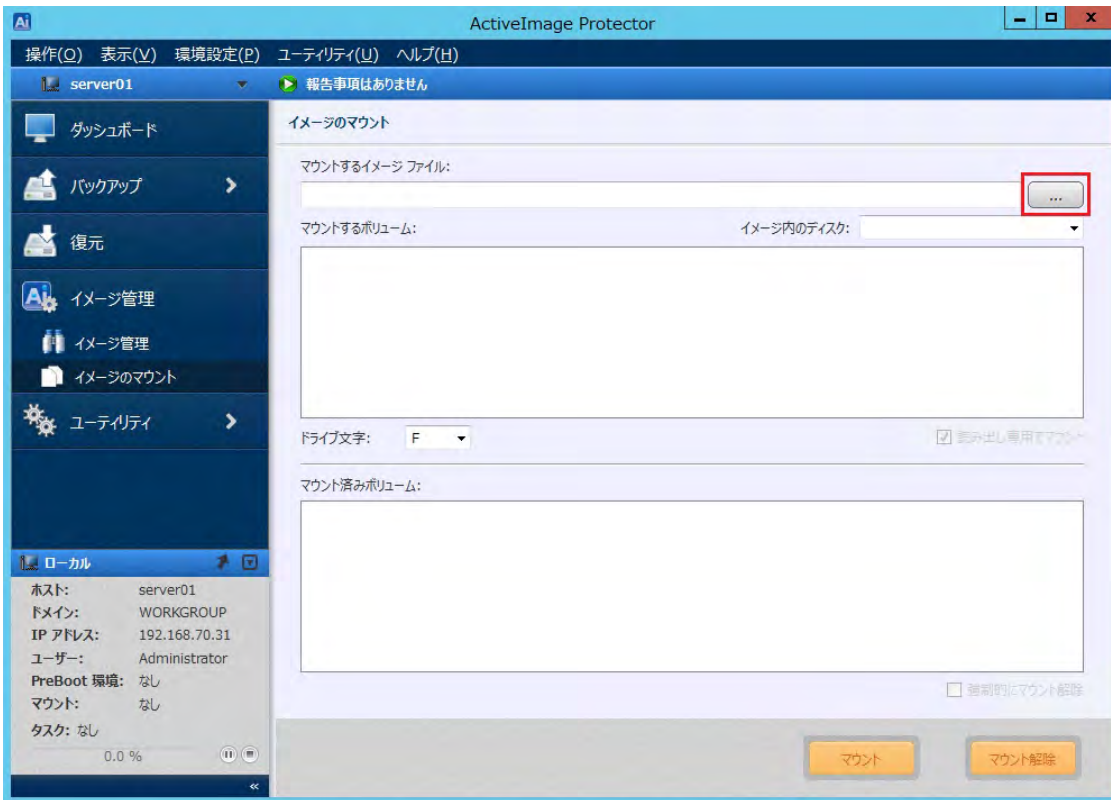 Ai
ActiveImage Protector
操作(O) 表示(V) 環境設定(P) ユーティリティ(U) ヘルプ(H)
server01
報告事項はありません
ダッシュボード
バックアップ
復元
Ai イメージ管理
イメージ管理
イメージのマウント
ユーティリティ
イメージのマウント
マウントするイメージ ファイル:
...
マウントするボリューム:
イメージ内のディスク:
ドライブ文字: F
読み出し専用でマウント
マウント済みボリューム:
強制的にマウント解除
マウント
マウント解除
ローカル
ホスト: server01
ドメイン: WORKGROUP
IP アドレス: 192.168.70.31
ユーザー: Administrator
PreBoot 環境: なし
マウント: なし
タスク: なし
0.0 %
«